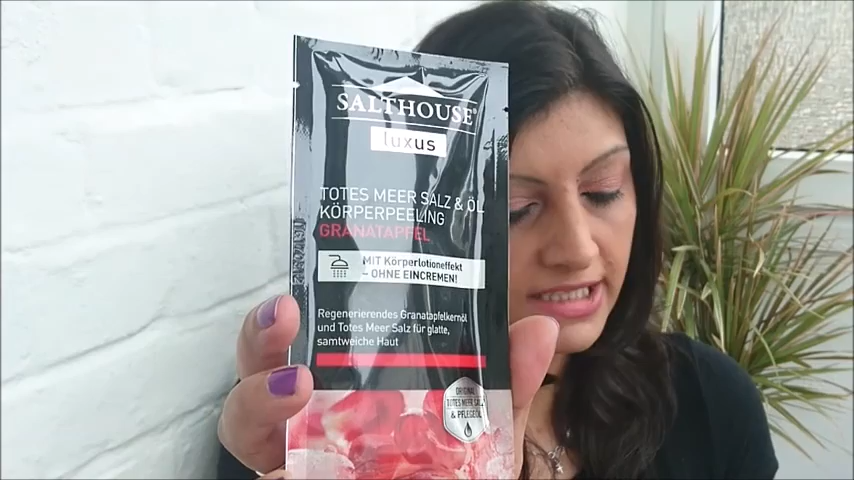 SALTHOUSE®
luxus
TOTES MEER SALZ & ÖL
KÖRPERPEELING
GRANATAPFEL
MIT Körperlotioneffekt
– OHNE EINCREMEN!
Regenerierendes Granatapfelkernöl
und Totes Meer Salz für glatte,
samtweiche Haut
ORIGINAL
TOTES MEER SALZ
& PFLEGEÖL